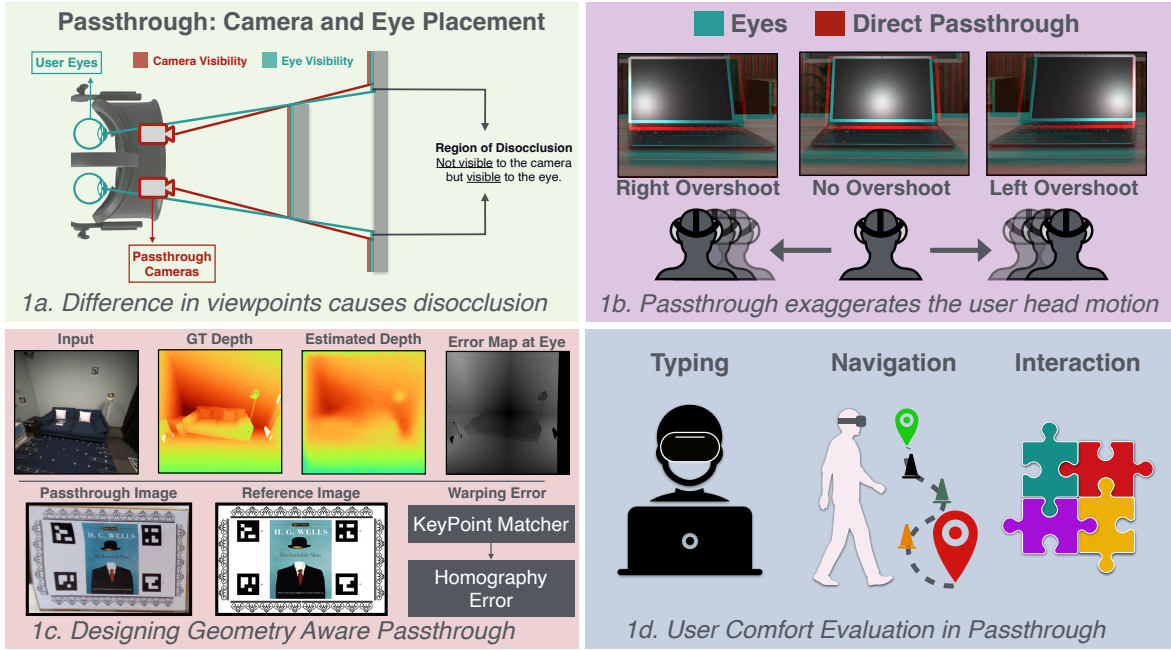 Passthrough: Camera and Eye Placement
User Eyes
Camera Visibility
Eye Visibility
Region of Disocclusion
Not visible to the camera
but visible to the eye.
Passthrough
Cameras
1a. Difference in viewpoints causes disocclusion
Eyes
Direct Passthrough
Right Overshoot
No Overshoot
Left Overshoot
1b. Passthrough exaggerates the user head motion
Input
GT Depth
Estimated Depth
Error Map at Eye
Passthrough Image
Reference Image
Warping Error
H. G. WELLS
The Invisible Man
H. G. WELLS
The Invisible Man
KeyPoint Matcher
Homography
Error
1c. Designing Geometry Aware Passthrough
Typing
Navigation
Interaction
1d. User Comfort Evaluation in Passthrough